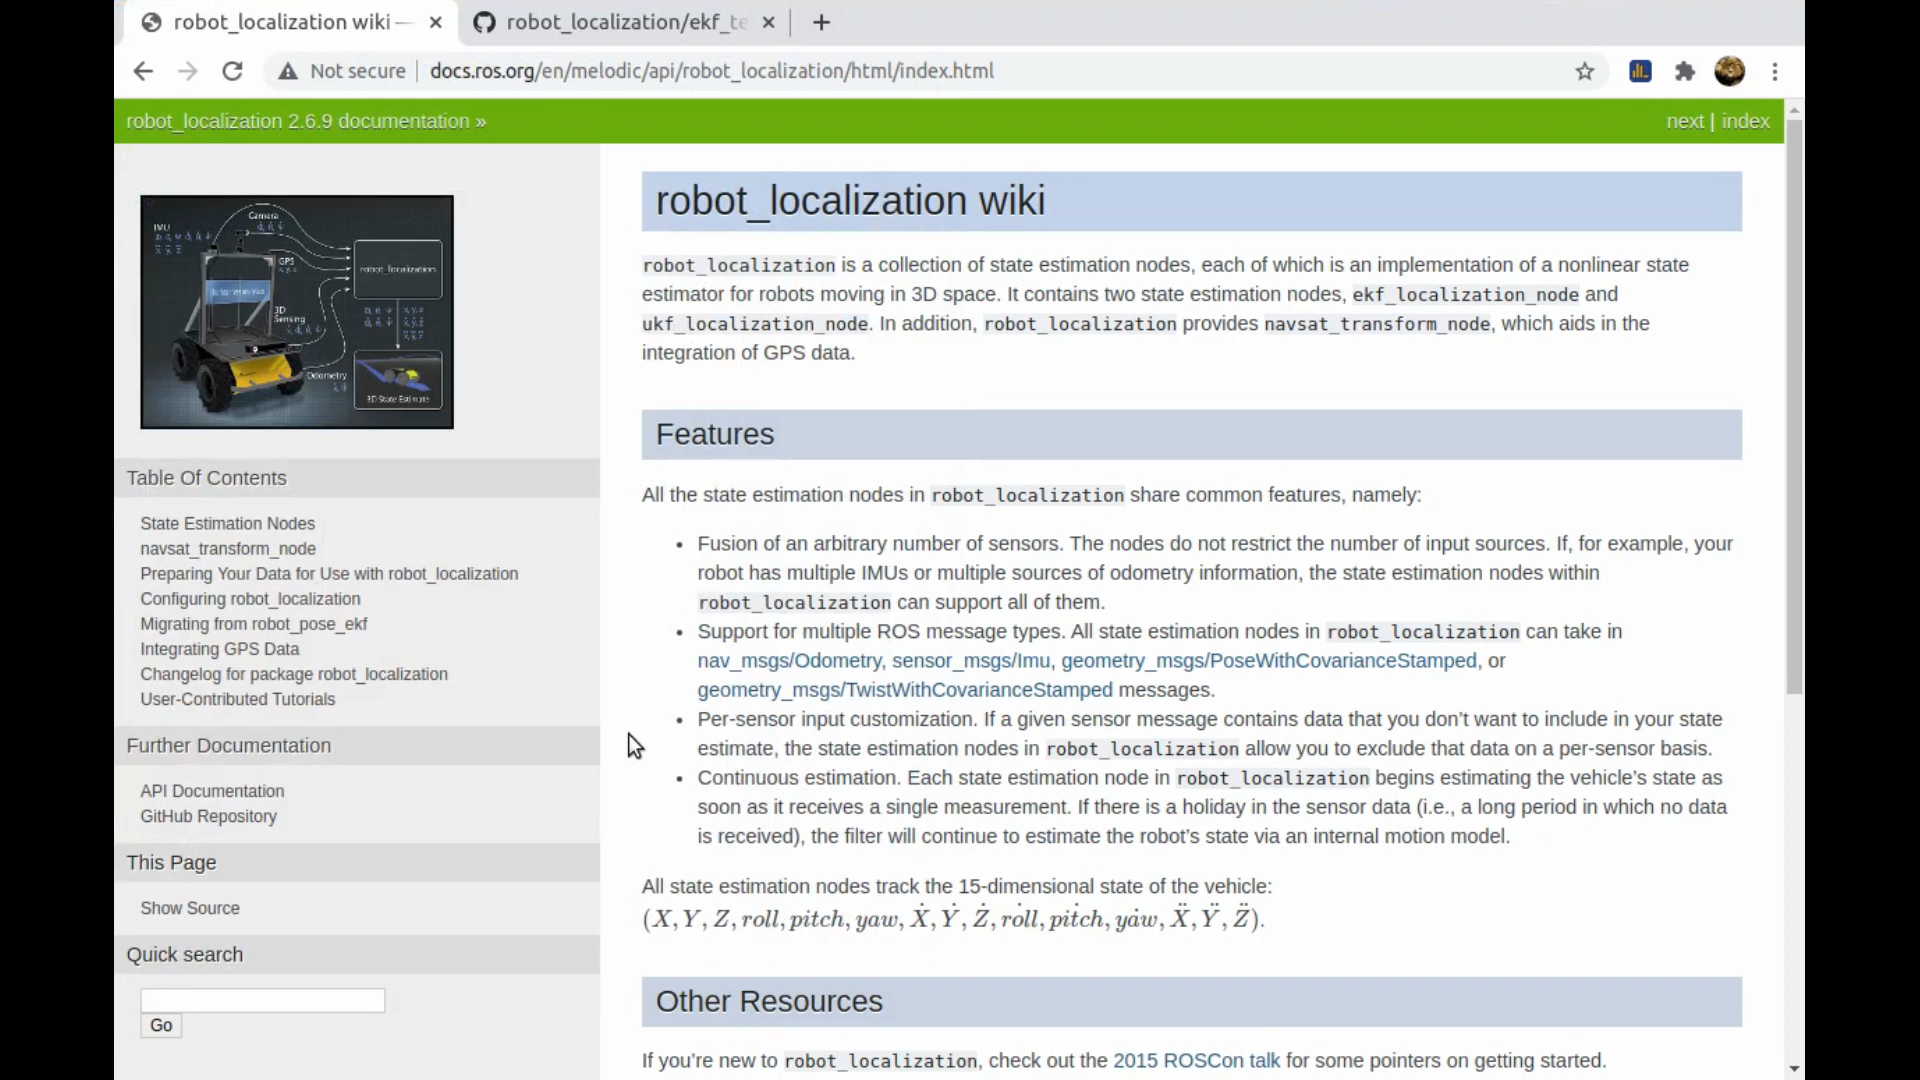 robot_localization wiki —
robot_localization/ekf_te
Not secure
docs.ros.org/en/melodic/api/robot_localization/html/index.html
robot_localization 2.6.9 documentation »
next | index
Camera
IMU
GPS
robot_localization
3D
Sensing
Odometry
3D State Estimate
Table Of Contents
State Estimation Nodes
navsat_transform_node
Preparing Your Data for Use with robot_localization
Configuring robot_localization
Migrating from robot_pose_ekf
Integrating GPS Data
Changelog for package robot_localization
User-Contributed Tutorials
Further Documentation
API Documentation
GitHub Repository
This Page
Show Source
Quick search
Go
robot_localization wiki
robot_localization is a collection of state estimation nodes, each of which is an implementation of a nonlinear state
estimator for robots moving in 3D space. It contains two state estimation nodes, ekf_localization_node and
ukf_localization_node. In addition, robot_localization provides navsat_transform_node, which aids in the
integration of GPS data.
Features
All the state estimation nodes in robot_localization share common features, namely:
• Fusion of an arbitrary number of sensors. The nodes do not restrict the number of input sources. If, for example, your
robot has multiple IMUs or multiple sources of odometry information, the state estimation nodes within
robot_localization can support all of them.
• Support for multiple ROS message types. All state estimation nodes in robot_localization can take in
nav_msgs/Odometry, sensor_msgs/Imu, geometry_msgs/PoseWithCovarianceStamped, or
geometry_msgs/TwistWithCovarianceStamped messages.
• Per-sensor input customization. If a given sensor message contains data that you don’t want to include in your state
estimate, the state estimation nodes in robot_localization allow you to exclude that data on a per-sensor basis.
• Continuous estimation. Each state estimation node in robot_localization begins estimating the vehicle’s state as
soon as it receives a single measurement. If there is a holiday in the sensor data (i.e., a long period in which no data
is received), the filter will continue to estimate the robot’s state via an internal motion model.
All state estimation nodes track the 15-dimensional state of the vehicle:
(X, Y, Z, roll, pitch, yaw, Ẋ, Ẏ, Ż, roll̇, pitcḣ, yaẇ, Ẍ, Ÿ, Z̈).
Other Resources
If you’re new to robot_localization, check out the 2015 ROSCon talk for some pointers on getting started.